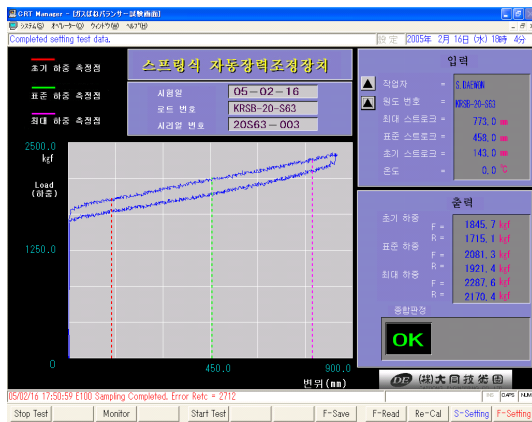 CRT Manager - [ガスばねバランサー試験画面]
システム(S) オペレータ(O) ウィンドウ(W) ヘルプ(H)
Completed setting test data.
設 定 2005年 2月 16日 (水) 18時 4分
초기 하중 측정점
표준 하중 측정점
최대 하중 측정점
스프링식 자동장력조정장치
시험일 05-02-16
로트 번호 KRSB-20-S63
시리얼 번호 20S63-003
입력
작업자 = S.DAEWON
원도 번호 = KRSB-20-S63
최대 스트로크 = 773.0 mm
표준 스트로크 = 458.0 mm
초기 스트로크 = 143.0 mm
온도 = 0.0 ℃
2500.0
kgf
Load
(하중)
1250.0
0
450.0
900.0
변위(mm)
출력
초기 하중 F = 1845.7 kgf
R = 1715.1 kgf
표준 하중 F = 2081.3 kgf
R = 1921.4 kgf
최대 하중 F = 2287.6 kgf
R = 2170.4 kgf
종합판정
OK
DE (株)大同技術團
05/02/16 17:50:59 E100 Sampling Completed. Error Retc = 2712
CAPS NUM
Stop Test Monitor Start Test F-Save F-Read Re-Cal S-Setting F-Setting